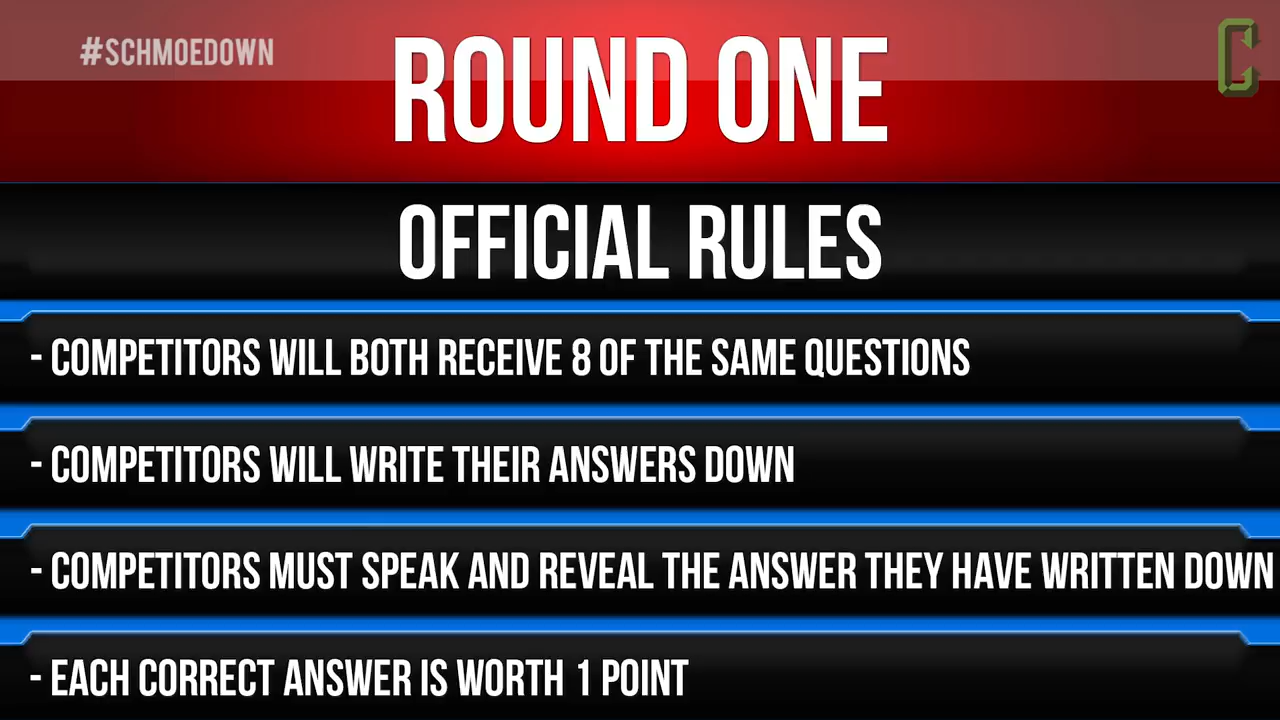 #SCHMOEDOWN
ROUND ONE
OFFICIAL RULES
- COMPETITORS WILL BOTH RECEIVE 8 OF THE SAME QUESTIONS
- COMPETITORS WILL WRITE THEIR ANSWERS DOWN
- COMPETITORS MUST SPEAK AND REVEAL THE ANSWER THEY HAVE WRITTEN DOWN
- EACH CORRECT ANSWER IS WORTH 1 POINT